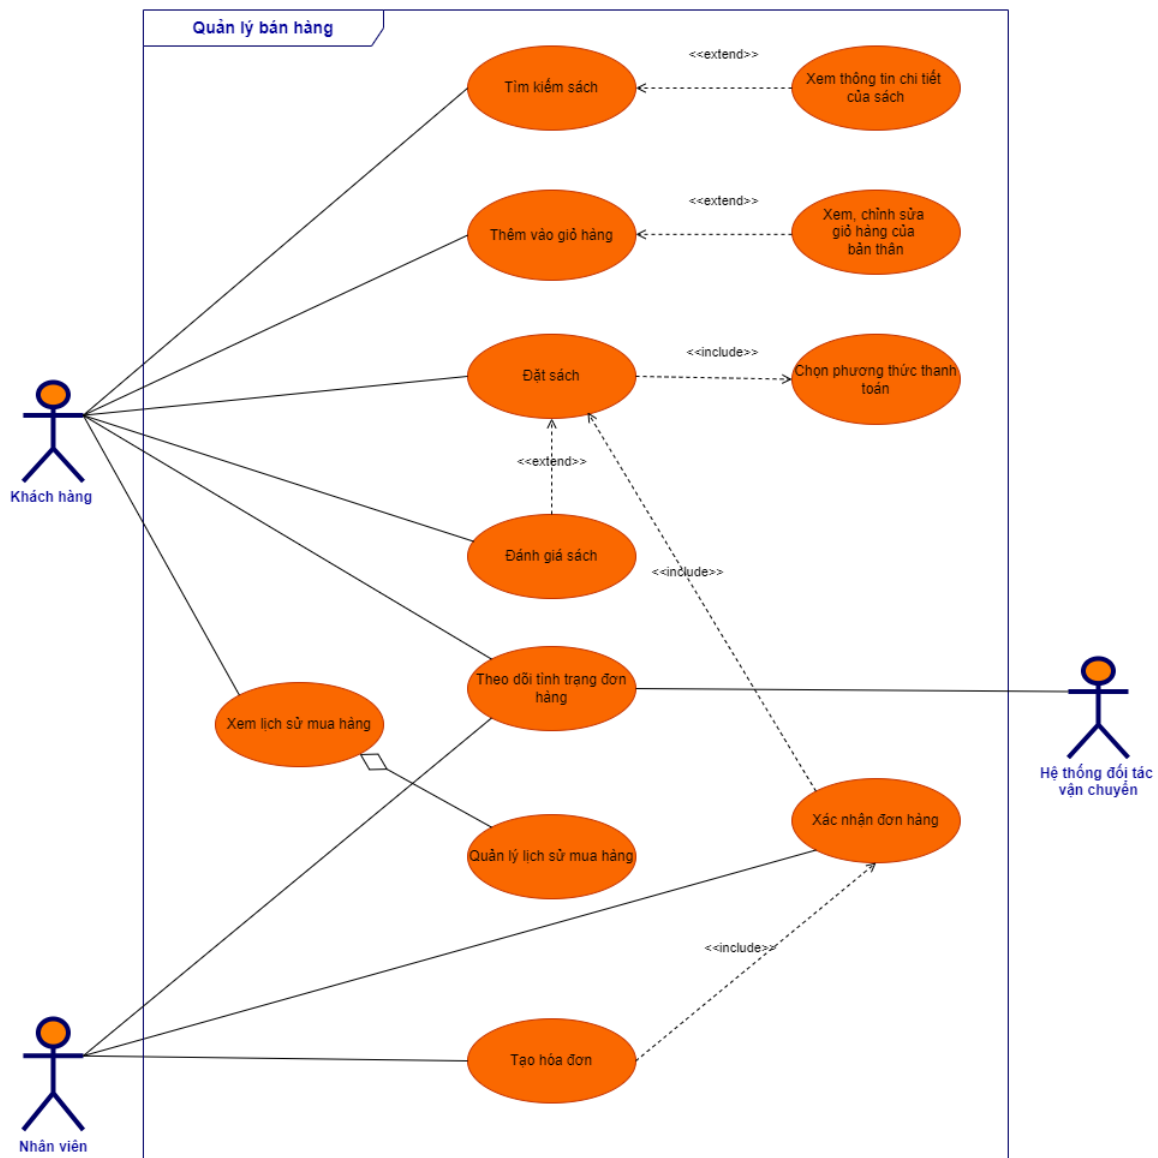 Quản lý bán hàng
Tìm kiếm sách
<<extend>>
Xem thông tin chi tiết
của sách
Thêm vào giỏ hàng
<<extend>>
Xem, chỉnh sửa
giỏ hàng của
bản thân
Đặt sách
<<include>>
Chọn phương thức thanh
toán
Khách hàng
<<extend>>
Đánh giá sách
<<include>>
Theo dõi tình trạng đơn
hàng
Xem lịch sử mua hàng
Hệ thống đối tác
vận chuyển
Xác nhận đơn hàng
Quản lý lịch sử mua hàng
<<include>>
Tạo hóa đơn
Nhân viên